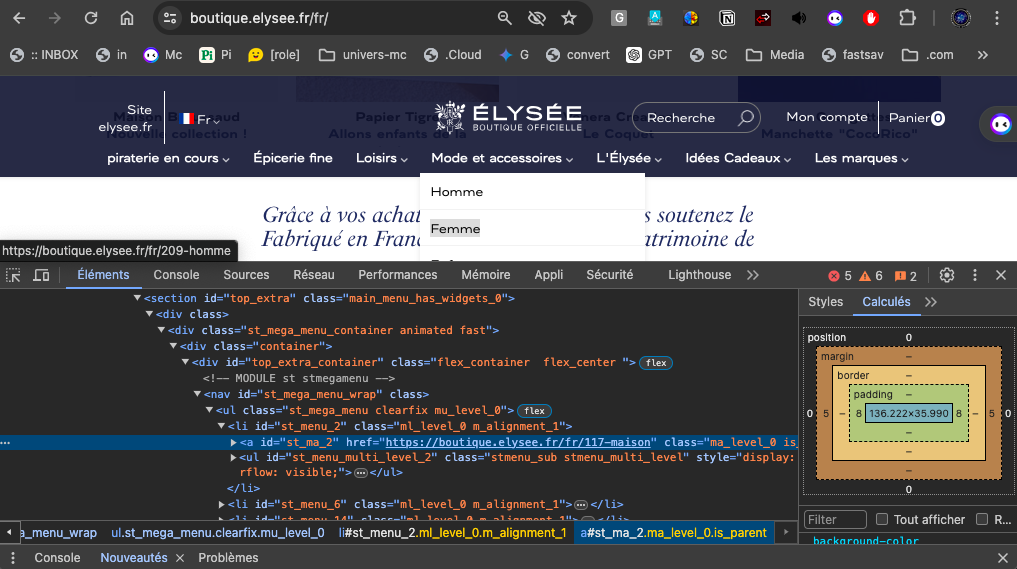 boutique.elysee.fr/fr/
:: INBOX in Mc Pi [role] univers-mc .Cloud G convert GPT SC Media fastsav .com »
Site
elysee.fr
Fr
ÉLYSÉE
BOUTIQUE OFFICIELLE
Recherche
Mon compte
Panier 0
Papier Tigre
Nouvelle collection !
Allons enfants de la
Le Coquet
Manchette "CocoRico"
piraterie en cours Épicerie fine Loisirs Mode et accessoires L'Élysée Idées Cadeaux Les marques
Homme
Femme
Grâce à vos achat
s soutenez le
Fabriqué en Franc
atrimoine de
https://boutique.elysee.fr/fr/209-homme
Éléments Console Sources Réseau Performances Mémoire Appli Sécurité Lighthouse » 5 6 2
<section id="top_extra" class="main_menu_has_widgets_0">
<div class>
<div class="st_mega_menu_container animated fast">
<div class="container">
<div id="top_extra_container" class="flex_container  flex_center "> flex
<!-- MODULE st stmegamenu -->
<nav id="st_mega_menu_wrap" class>
<ul class="st_mega_menu clearfix mu_level_0"> flex
<li id="st_menu_2" class="ml_level_0 m_alignment_1">
<a id="st_ma_2" href="https://boutique.elysee.fr/fr/117-maison" class="ma_level_0 is_
<ul id="st_menu_multi_level_2" class="stmenu_sub stmenu_multi_level" style="display:
rflow: visible;"> … </ul>
</li>
<li id="st_menu_6" class="ml_level_0 m_alignment_1"> … </li>
<li id="st_menu_14" class="ml_level_0 m_alignment_1"> … </li>
a_menu_wrap ul.st_mega_menu.clearfix.mu_level_0 li#st_menu_2.ml_level_0.m_alignment_1 a#st_ma_2.ma_level_0.is_parent
Styles Calculés »
position 0
margin –
border –
padding –
0 5 – 8 136.222×35.990 8 – 5 0
–
–
–
0
Filter Tout afficher R...
background-color
Console Nouveautés Problèmes